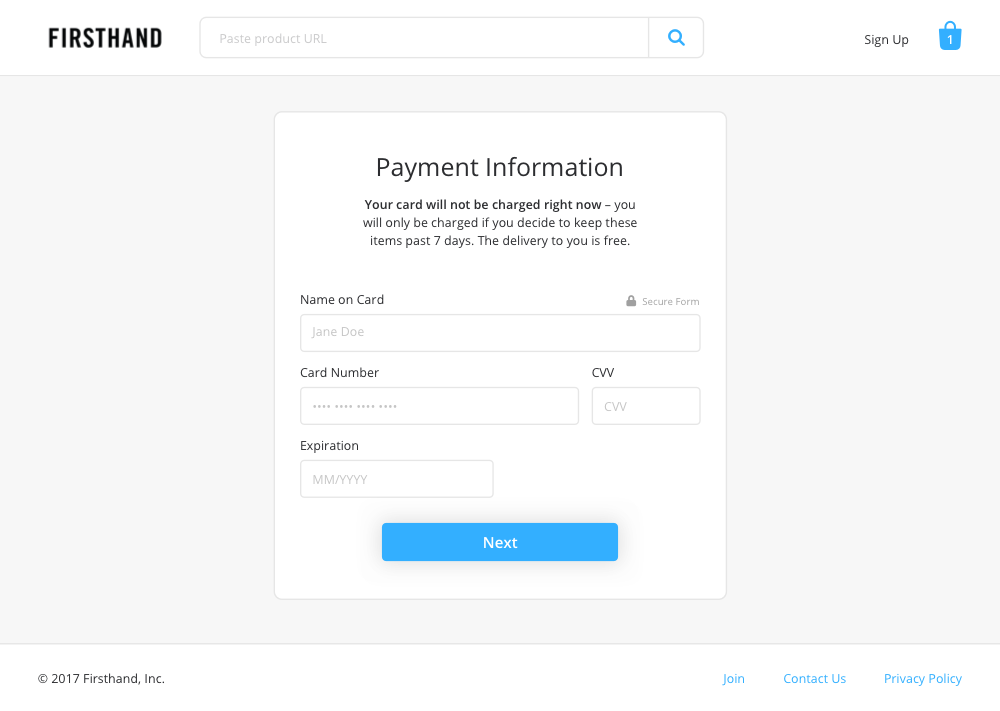 FIRSTHAND
Paste product URL
Sign Up
1
Payment Information
Your card will not be charged right now – you
will only be charged if you decide to keep these
items past 7 days. The delivery to you is free.
Name on Card
Secure Form
Jane Doe
Card Number
CVV
•••• •••• •••• ••••
CVV
Expiration
MM/YYYY
Next
© 2017 Firsthand, Inc.
Join
Contact Us
Privacy Policy